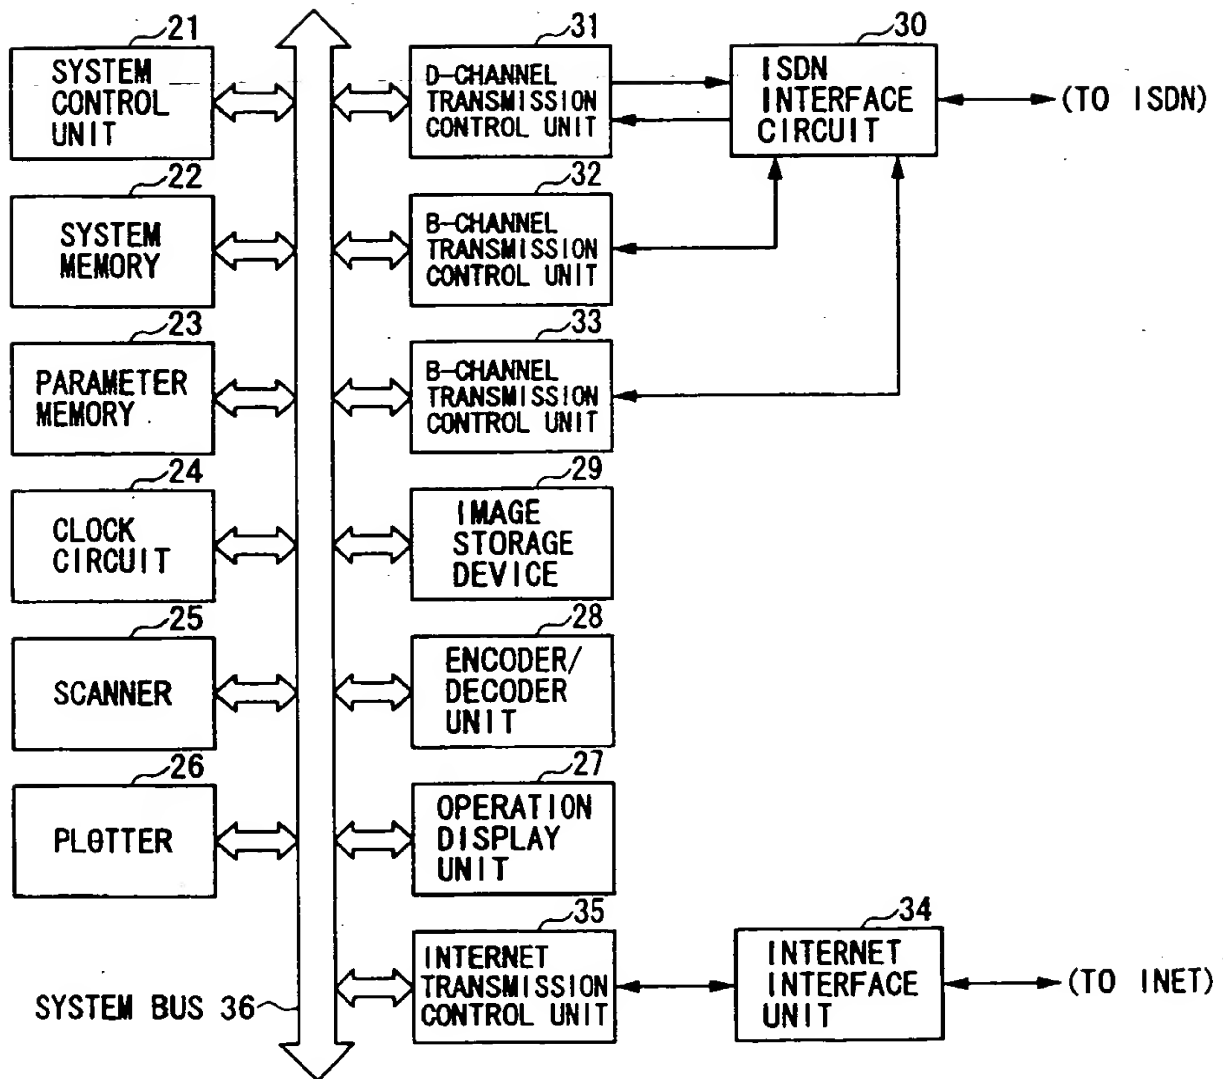 21
SYSTEM
CONTROL
UNIT
22
SYSTEM
MEMORY
23
PARAMETER
MEMORY
24
CLOCK
CIRCUIT
25
SCANNER
26
PLOTTER
SYSTEM BUS 36
31
D-CHANNEL
TRANSMISSION
CONTROL UNIT
32
B-CHANNEL
TRANSMISSION
CONTROL UNIT
33
B-CHANNEL
TRANSMISSION
CONTROL UNIT
29
IMAGE
STORAGE
DEVICE
28
ENCODER/
DECODER
UNIT
27
OPERATION
DISPLAY
UNIT
35
INTERNET
TRANSMISSION
CONTROL UNIT
30
ISDN
INTERFACE
CIRCUIT
(TO ISDN)
34
INTERNET
INTERFACE
UNIT
(TO INET)